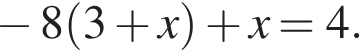 − 8(3 + x) + x = 4.